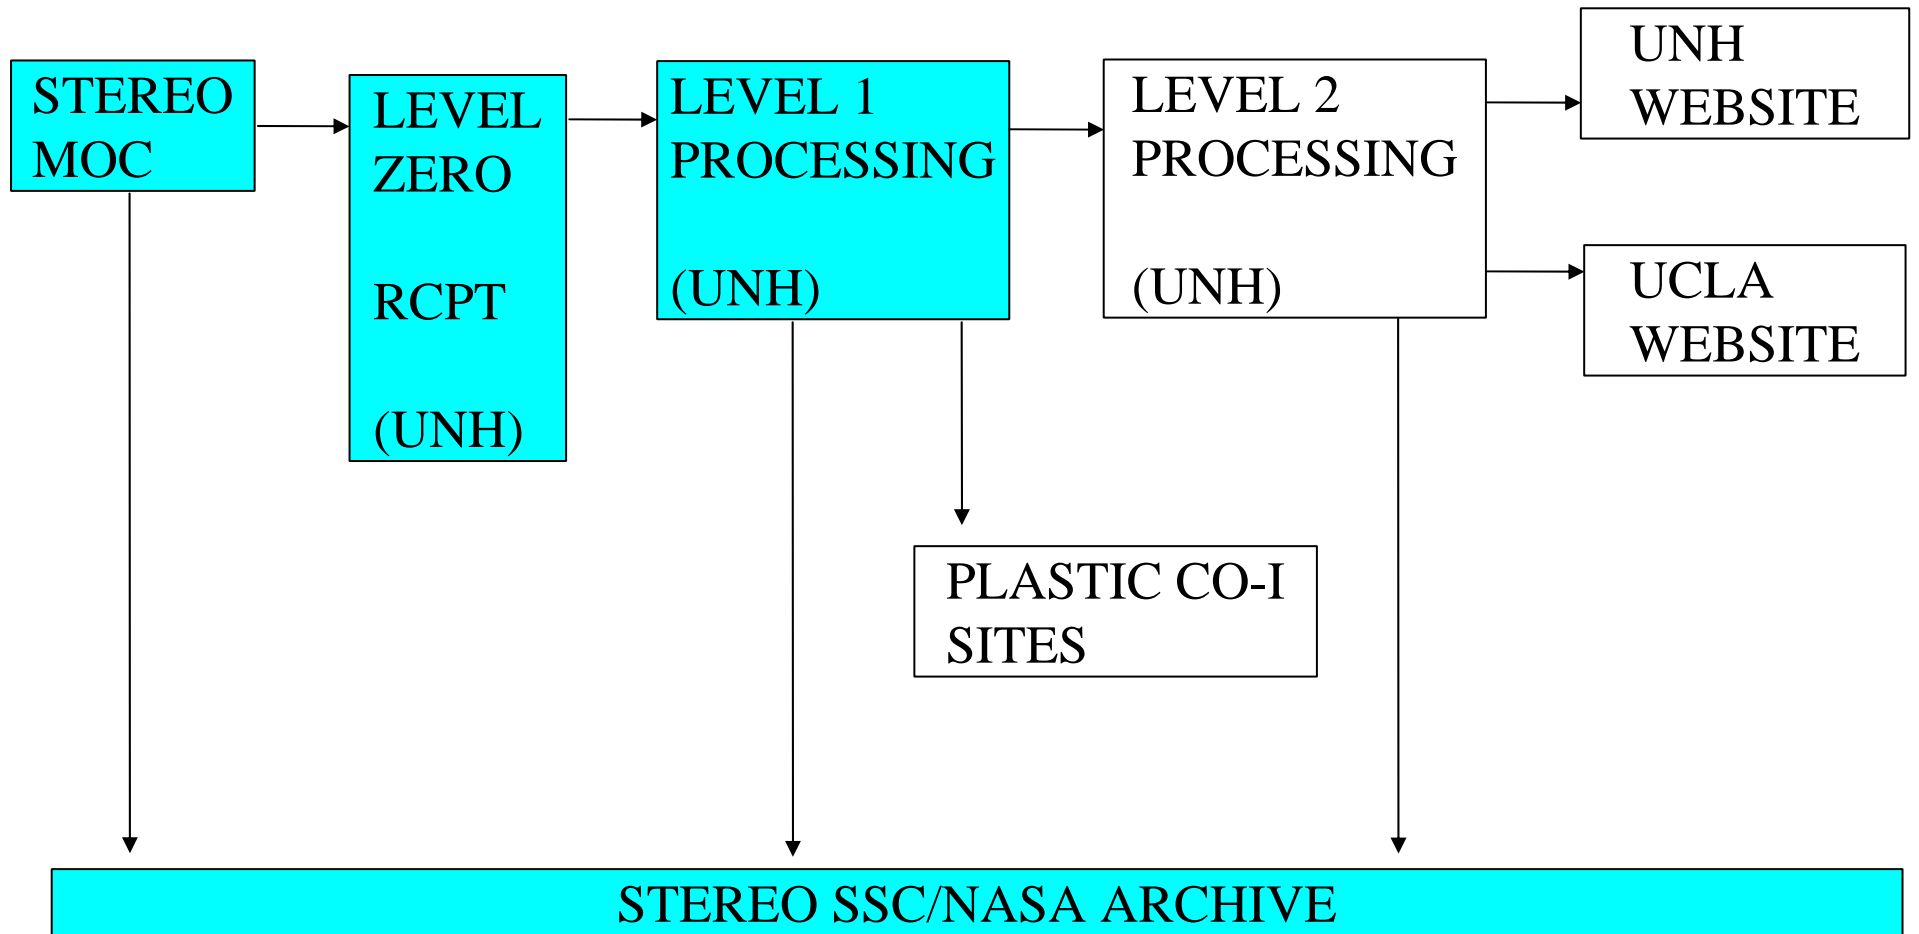 STEREO
MOC
LEVEL
ZERO
RCPT
(UNH)
LEVEL 1
PROCESSING
(UNH)
LEVEL 2
PROCESSING
(UNH)
UNH
WEBSITE
UCLA
WEBSITE
PLASTIC CO-I
SITES
STEREO SSC/NASA ARCHIVE